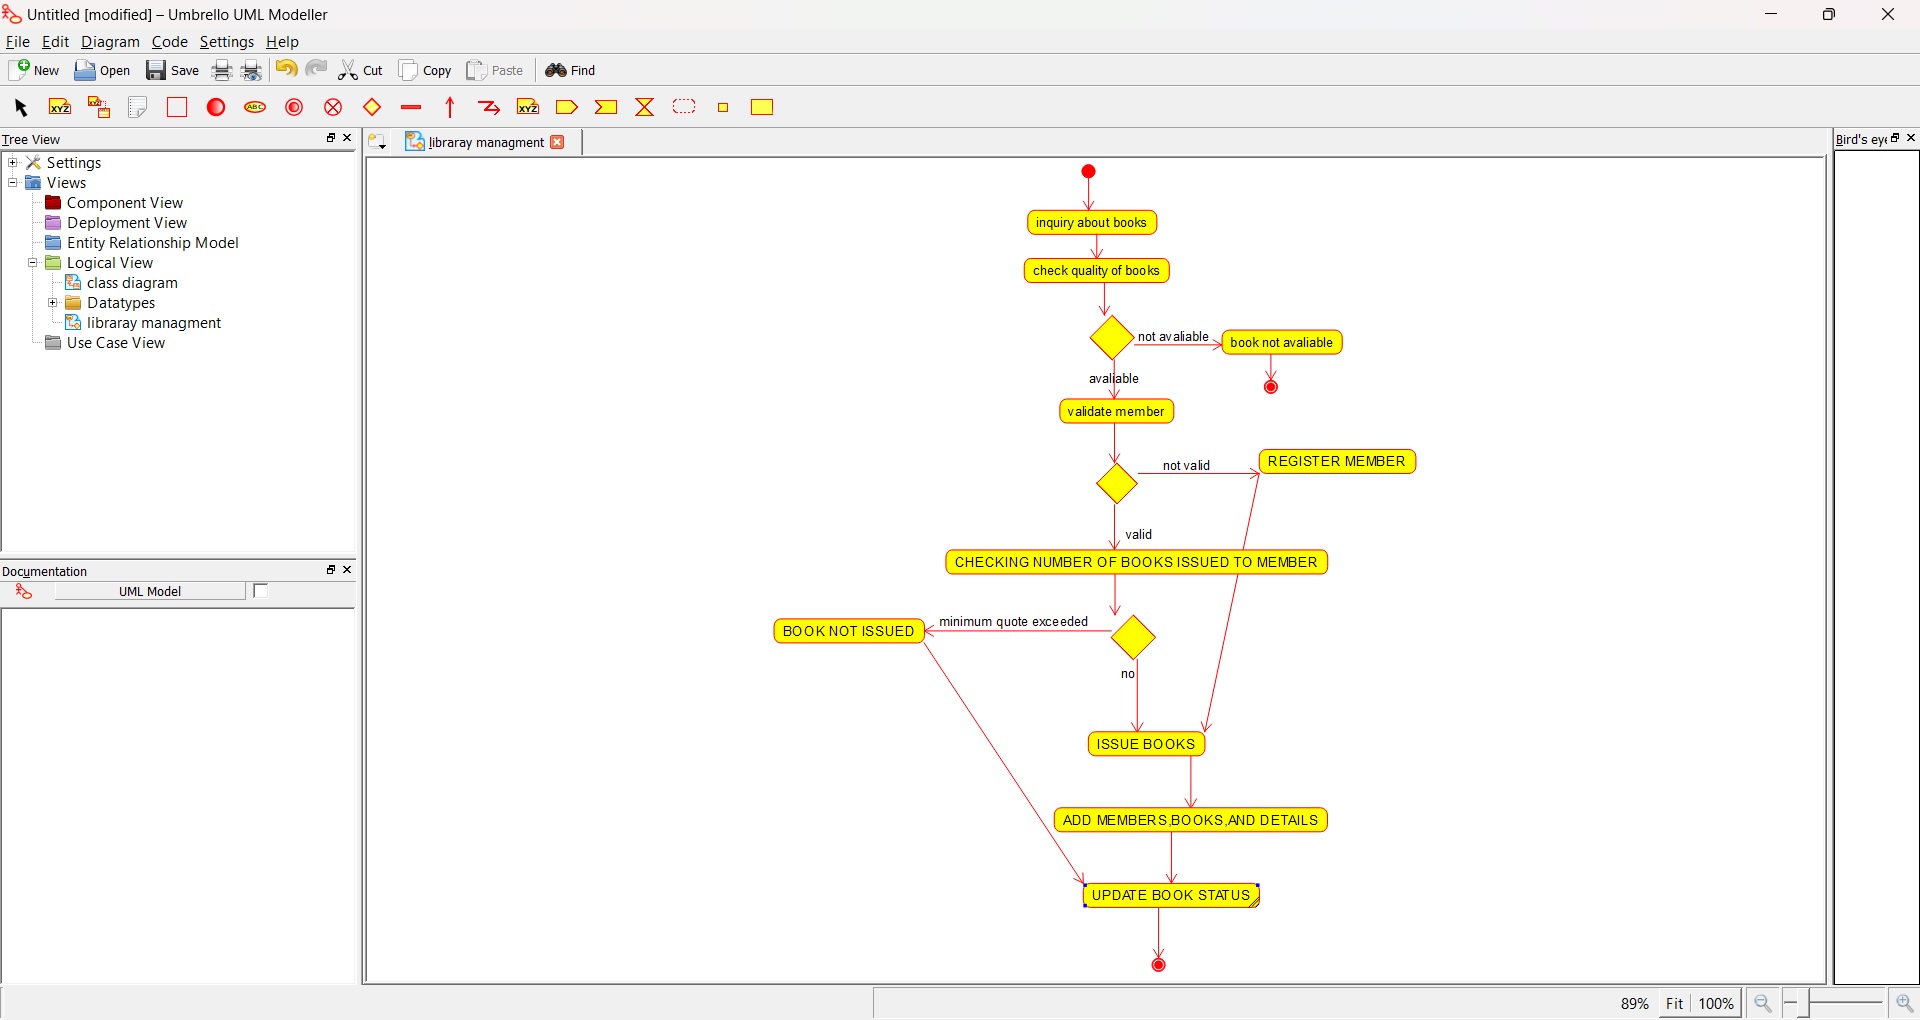 Untitled [modified] – Umbrello UML Modeller
File Edit Diagram Code Settings Help
New Open Save Cut Copy Paste Find
XYZ XYZ ABC XYZ
Tree View
Settings
Views
Component View
Deployment View
Entity Relationship Model
Logical View
class diagram
Datatypes
libraray managment
Use Case View
Documentation
UML Model
libraray managment
inquiry about books
check quality of books
not avaliable
book not avaliable
avaliable
validate member
not valid
REGISTER MEMBER
valid
CHECKING NUMBER OF BOOKS ISSUED TO MEMBER
minimum quote exceeded
BOOK NOT ISSUED
no
ISSUE BOOKS
ADD MEMBERS,BOOKS,AND DETAILS
UPDATE BOOK STATUS
Bird's eye
89% Fit 100%